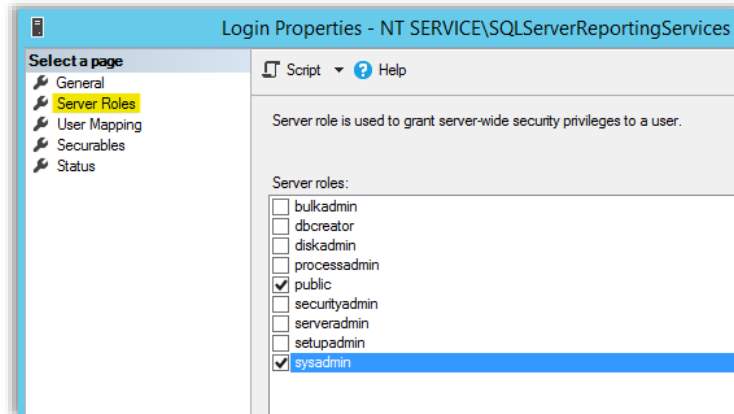 Login Properties - NT SERVICE\SQLServerReportingServices
Select a page
General
Server Roles
User Mapping
Securables
Status
Script Help
Server role is used to grant server-wide security privileges to a user.
Server roles:
bulkadmin
dbcreator
diskadmin
processadmin
public
securityadmin
serveradmin
setupadmin
sysadmin